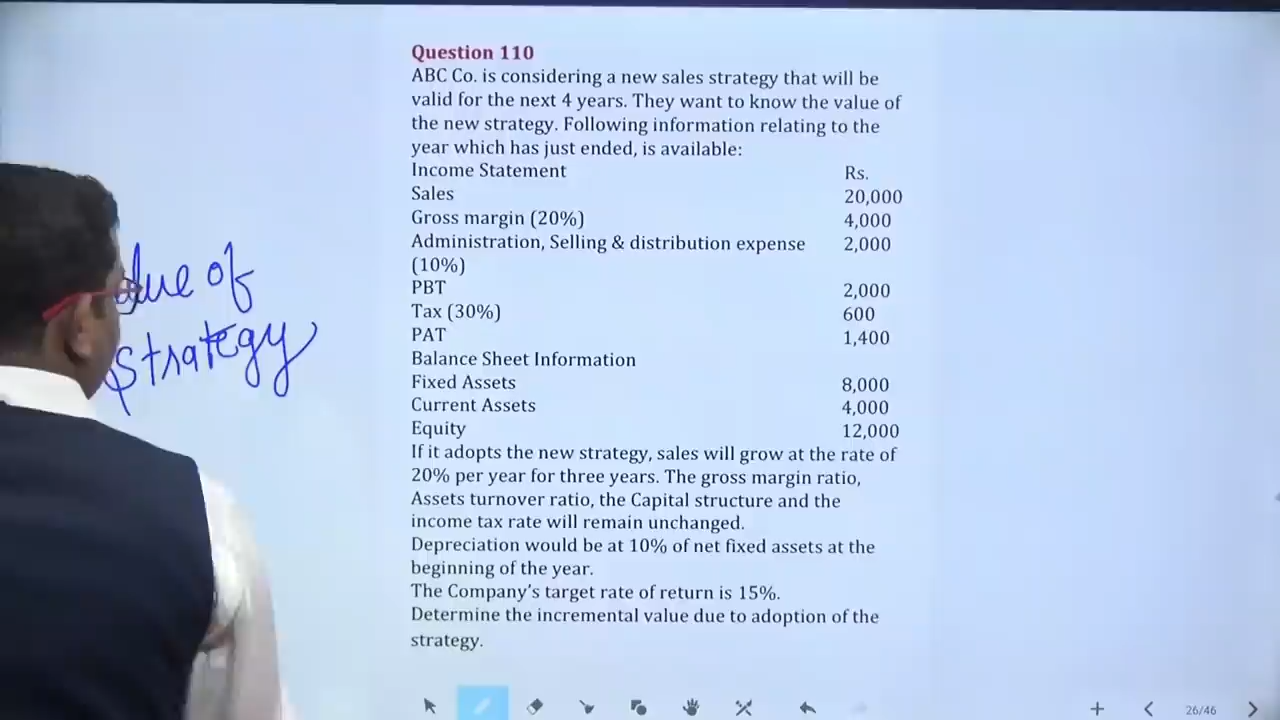 Question 110
ABC Co. is considering a new sales strategy that will be
valid for the next 4 years. They want to know the value of
the new strategy. Following information relating to the
year which has just ended, is available:
Income Statement Rs.
Sales 20,000
Gross margin (20%) 4,000
Administration, Selling & distribution expense 2,000
(10%)
PBT 2,000
Tax (30%) 600
PAT 1,400
Balance Sheet Information
Fixed Assets 8,000
Current Assets 4,000
Equity 12,000
If it adopts the new strategy, sales will grow at the rate of
20% per year for three years. The gross margin ratio,
Assets turnover ratio, the Capital structure and the
income tax rate will remain unchanged.
Depreciation would be at 10% of net fixed assets at the
beginning of the year.
The Company's target rate of return is 15%.
Determine the incremental value due to adoption of the
strategy.
of
strategy
26/46